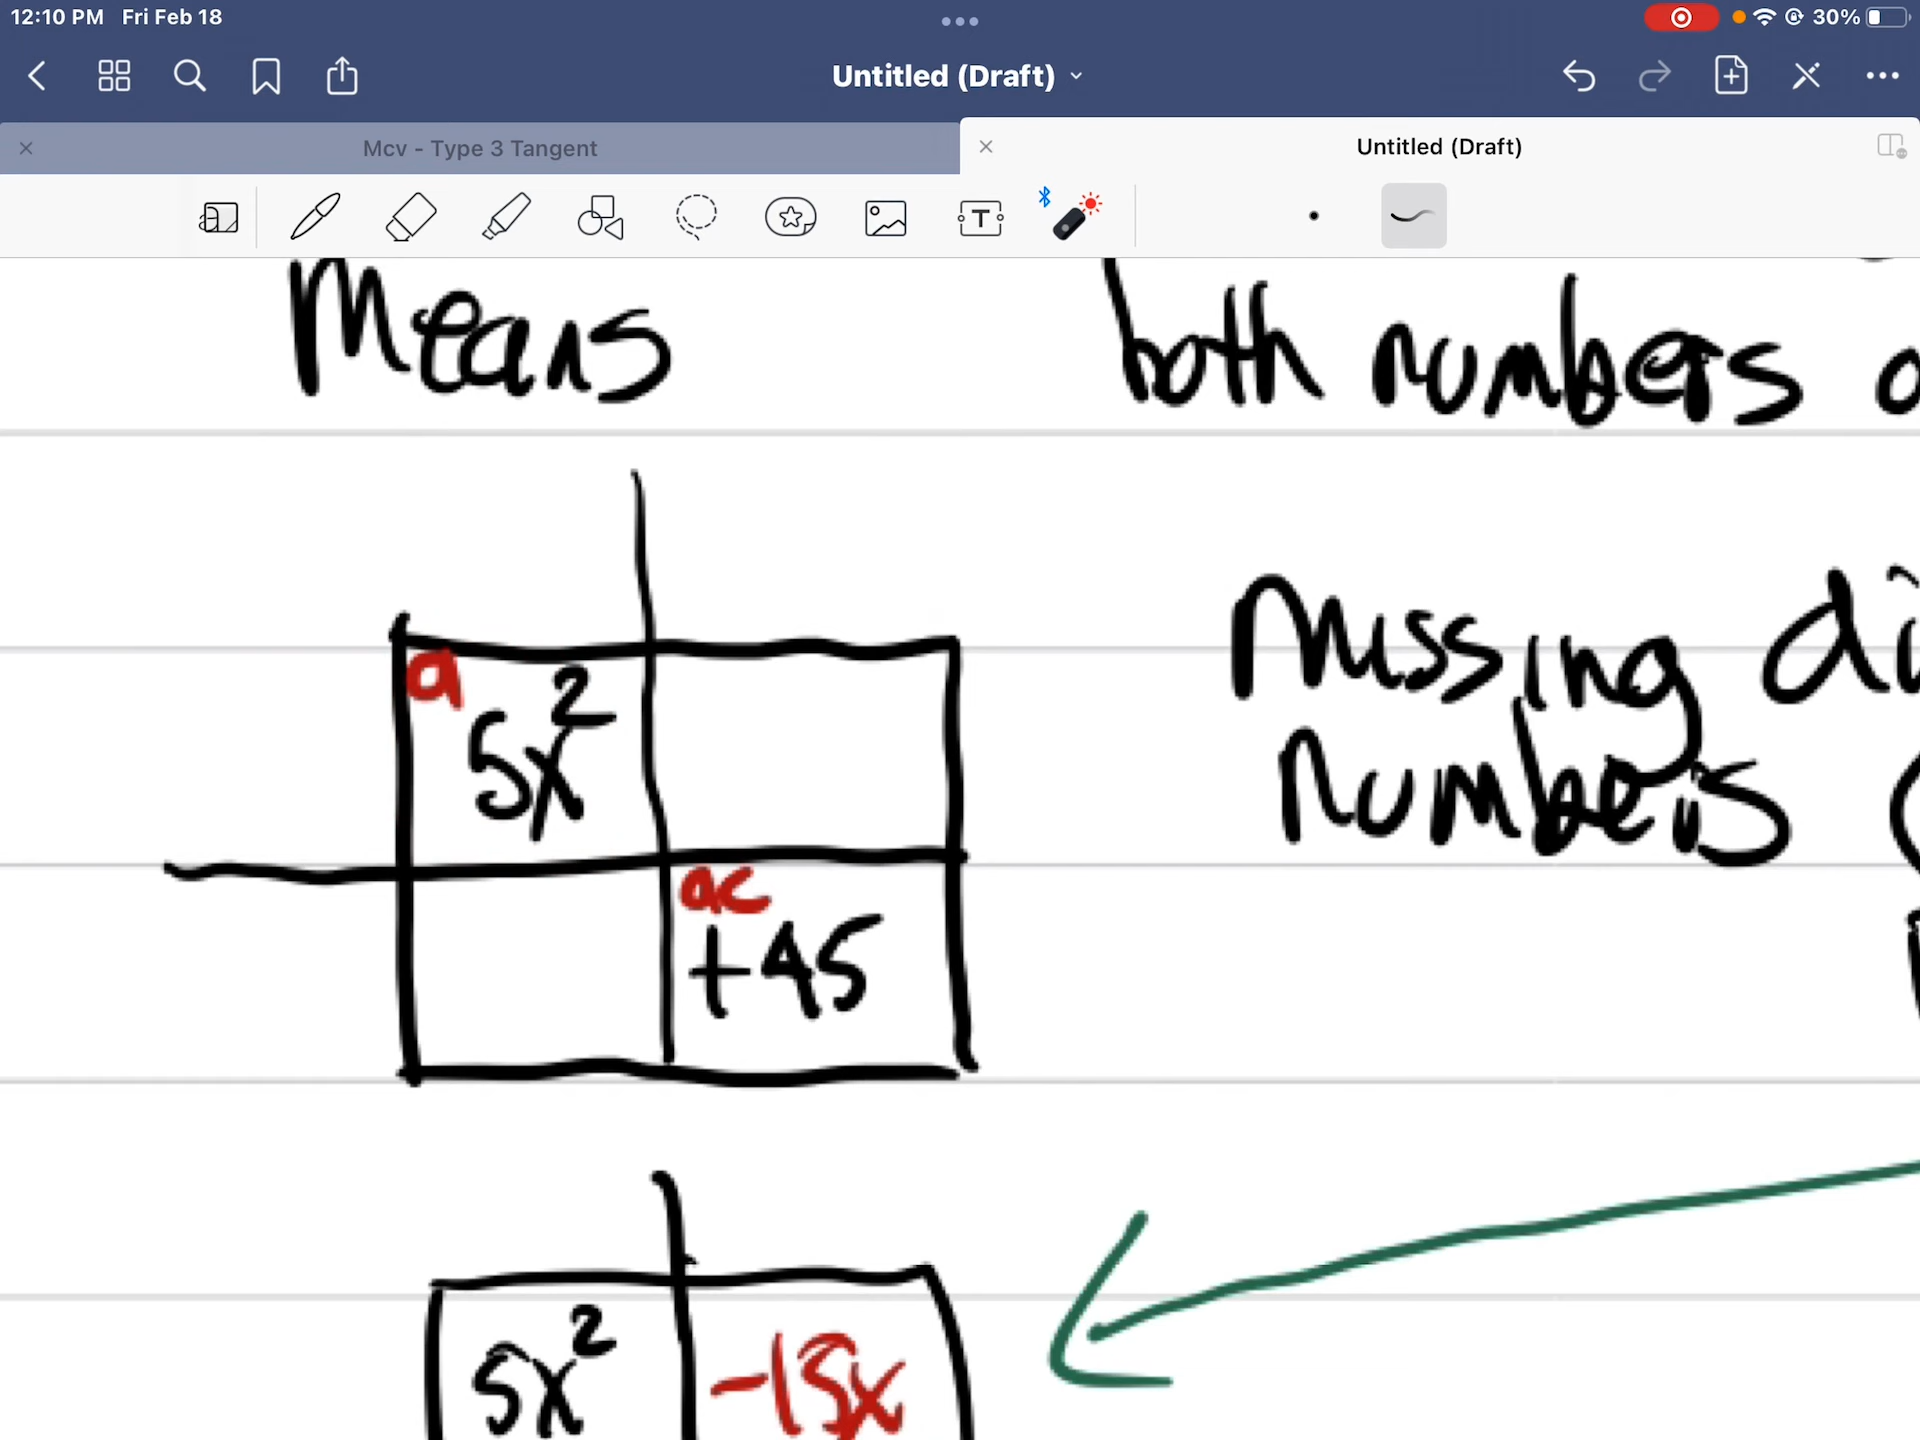 12:10 PM Fri Feb 18
30%
Untitled (Draft)
Mcv - Type 3 Tangent
Untitled (Draft)
T
Means
both numbers
Missing
numbers
a
5x²
ac
+45
5x²
-15x